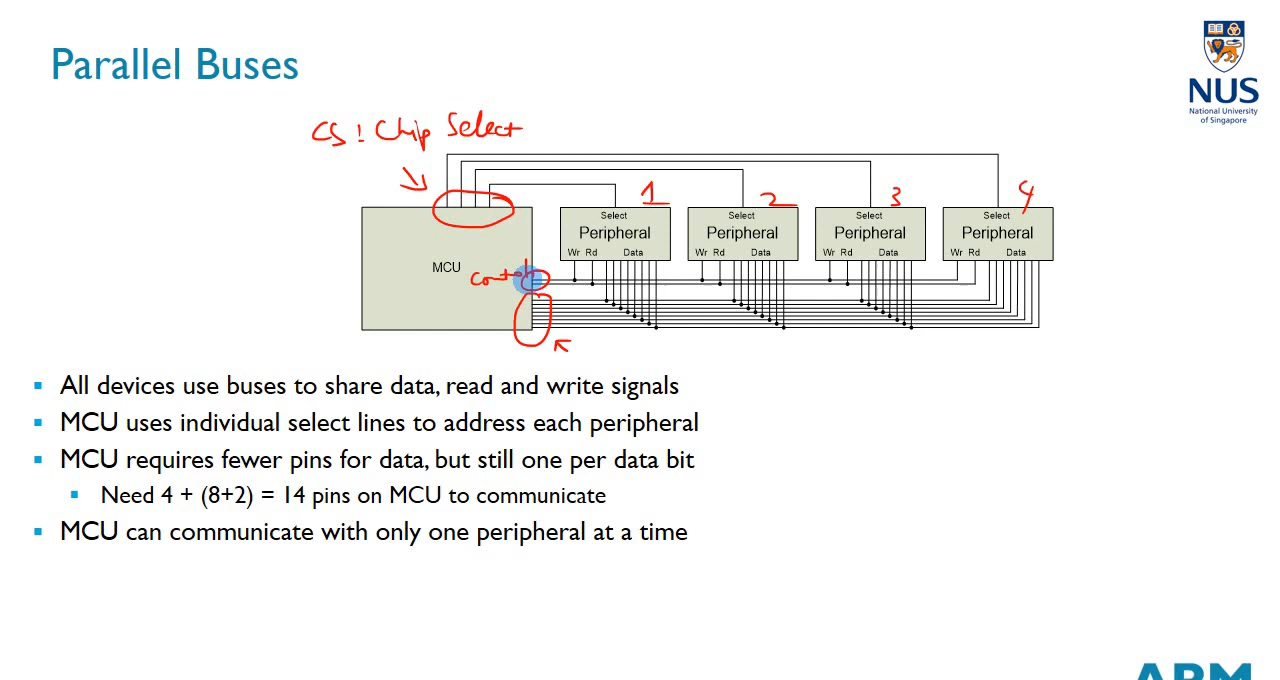 Parallel Buses
NUS
National University
of Singapore
CS : Chip Select
1 2 3 4
Select Select Select Select
MCU
Peripheral Peripheral Peripheral Peripheral
Wr Rd Data Wr Rd Data Wr Rd Data Wr Rd Data
Control
All devices use buses to share data, read and write signals
MCU uses individual select lines to address each peripheral
MCU requires fewer pins for data, but still one per data bit
Need 4 + (8+2) = 14 pins on MCU to communicate
MCU can communicate with only one peripheral at a time
ARM